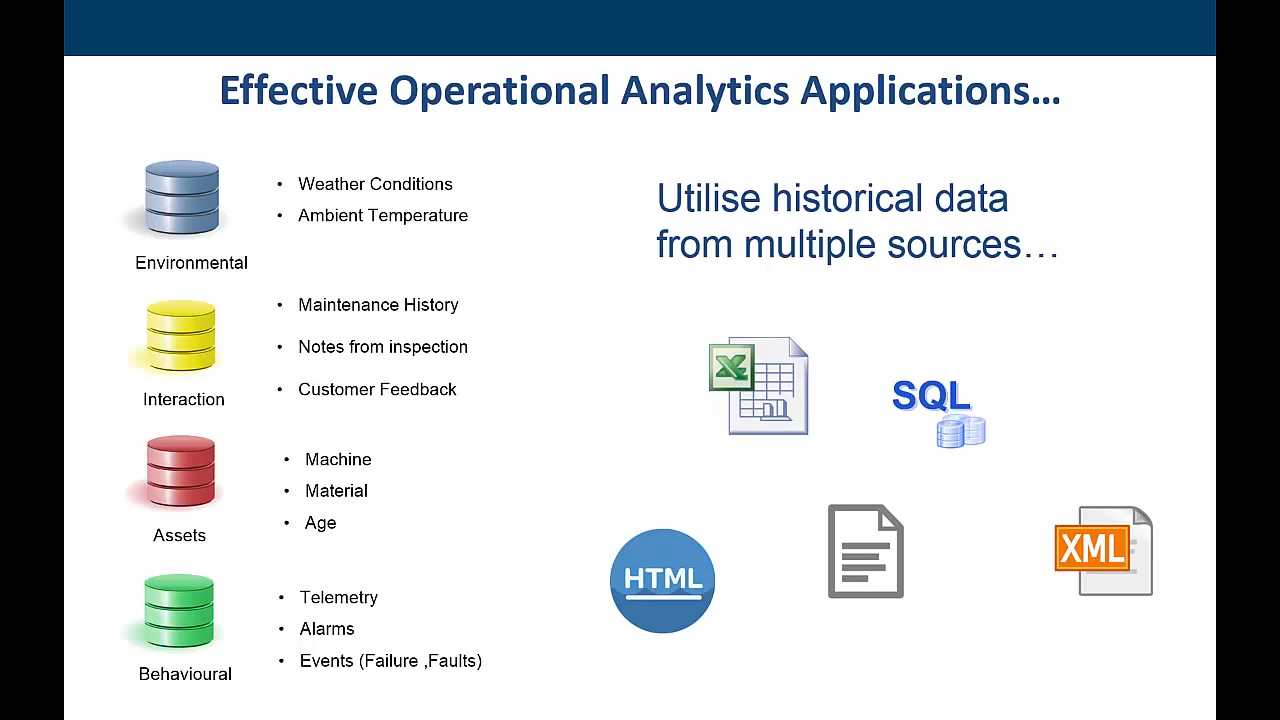 Effective Operational Analytics Applications...
• Weather Conditions
• Ambient Temperature
Environmental
• Maintenance History
• Notes from inspection
• Customer Feedback
Interaction
• Machine
• Material
• Age
Assets
• Telemetry
• Alarms
• Events (Failure ,Faults)
Behavioural
Utilise historical data
from multiple sources...
X
SQL
HTML
XML